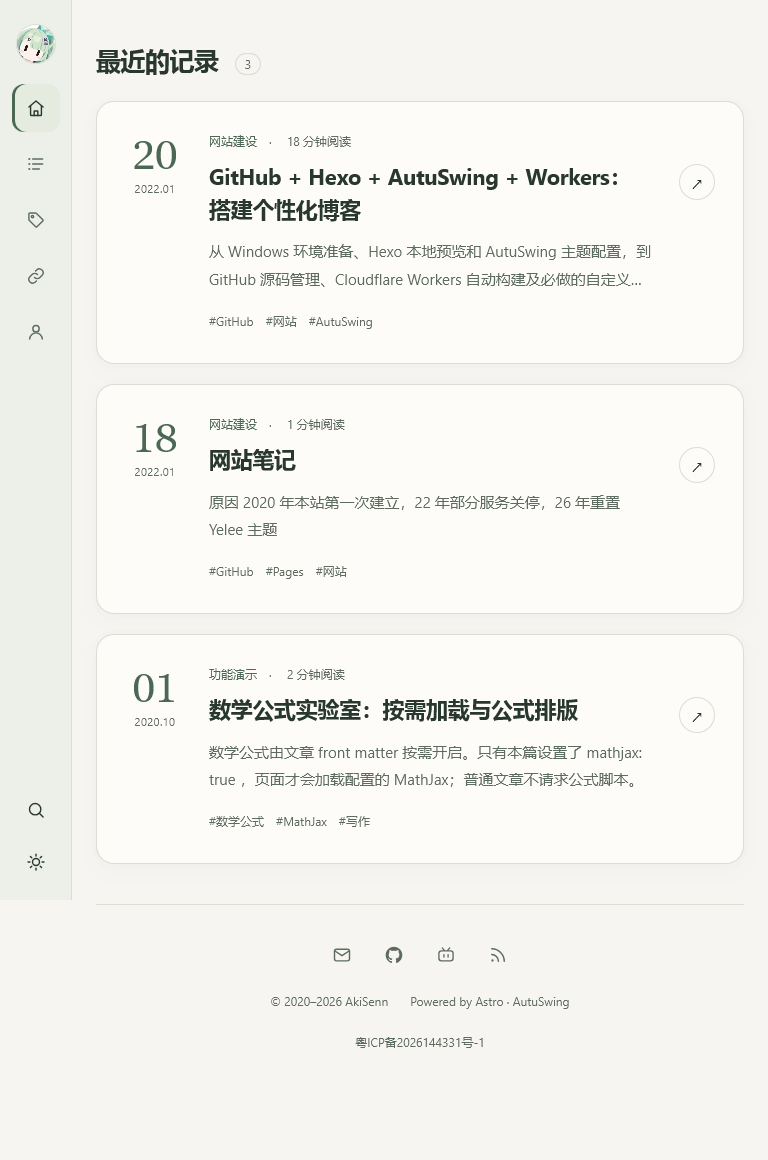 最近的记录 3
20
2022.01
网站建设 · 18 分钟阅读
GitHub + Hexo + AutuSwing + Workers：
搭建个性化博客
从 Windows 环境准备、Hexo 本地预览和 AutuSwing 主题配置，到
GitHub 源码管理、Cloudflare Workers 自动构建及必做的自定义...
#GitHub #网站 #AutuSwing
↗
18
2022.01
网站建设 · 1 分钟阅读
网站笔记
原因 2020 年本站第一次建立，22 年部分服务关停，26 年重置
Yelee 主题
#GitHub #Pages #网站
↗
01
2020.10
功能演示 · 2 分钟阅读
数学公式实验室：按需加载与公式排版
数学公式由文章 front matter 按需开启。只有本篇设置了 mathjax:
true ，页面才会加载配置的 MathJax；普通文章不请求公式脚本。
#数学公式 #MathJax #写作
↗
© 2020–2026 AkiSenn Powered by Astro · AutuSwing
粤ICP备2026144331号-1